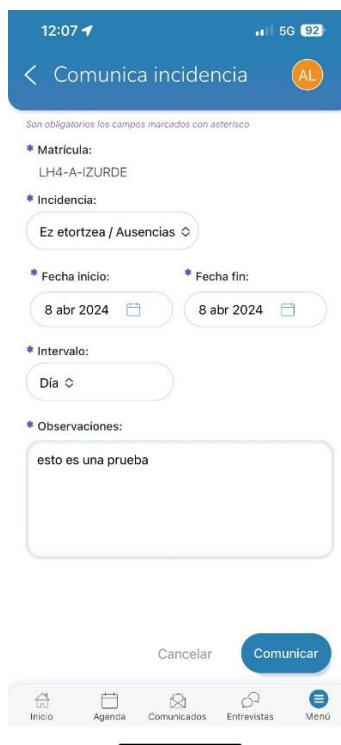 12:07 5G 92
Comunica incidencia AL
Son obligatorios los campos marcados con asterisco
* Matrícula:
LH4-A-IZURDE
* Incidencia:
Ez etortzea / Ausencias
* Fecha inicio: * Fecha fin:
8 abr 2024 8 abr 2024
* Intervalo:
Día
* Observaciones:
esto es una prueba
Cancelar Comunicar
Inicio Agenda Comunicados Entrevistas Menú